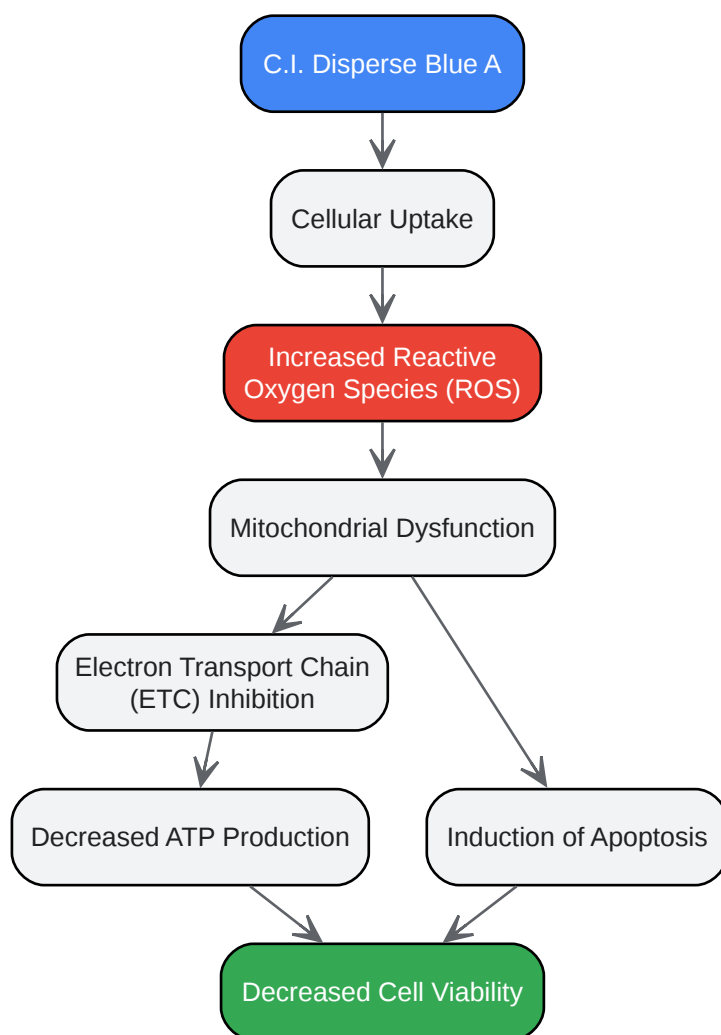 C.I. Disperse Blue A
Cellular Uptake
Increased Reactive
Oxygen Species (ROS)
Mitochondrial Dysfunction
Electron Transport Chain
(ETC) Inhibition
Decreased ATP Production
Induction of Apoptosis
Decreased Cell Viability